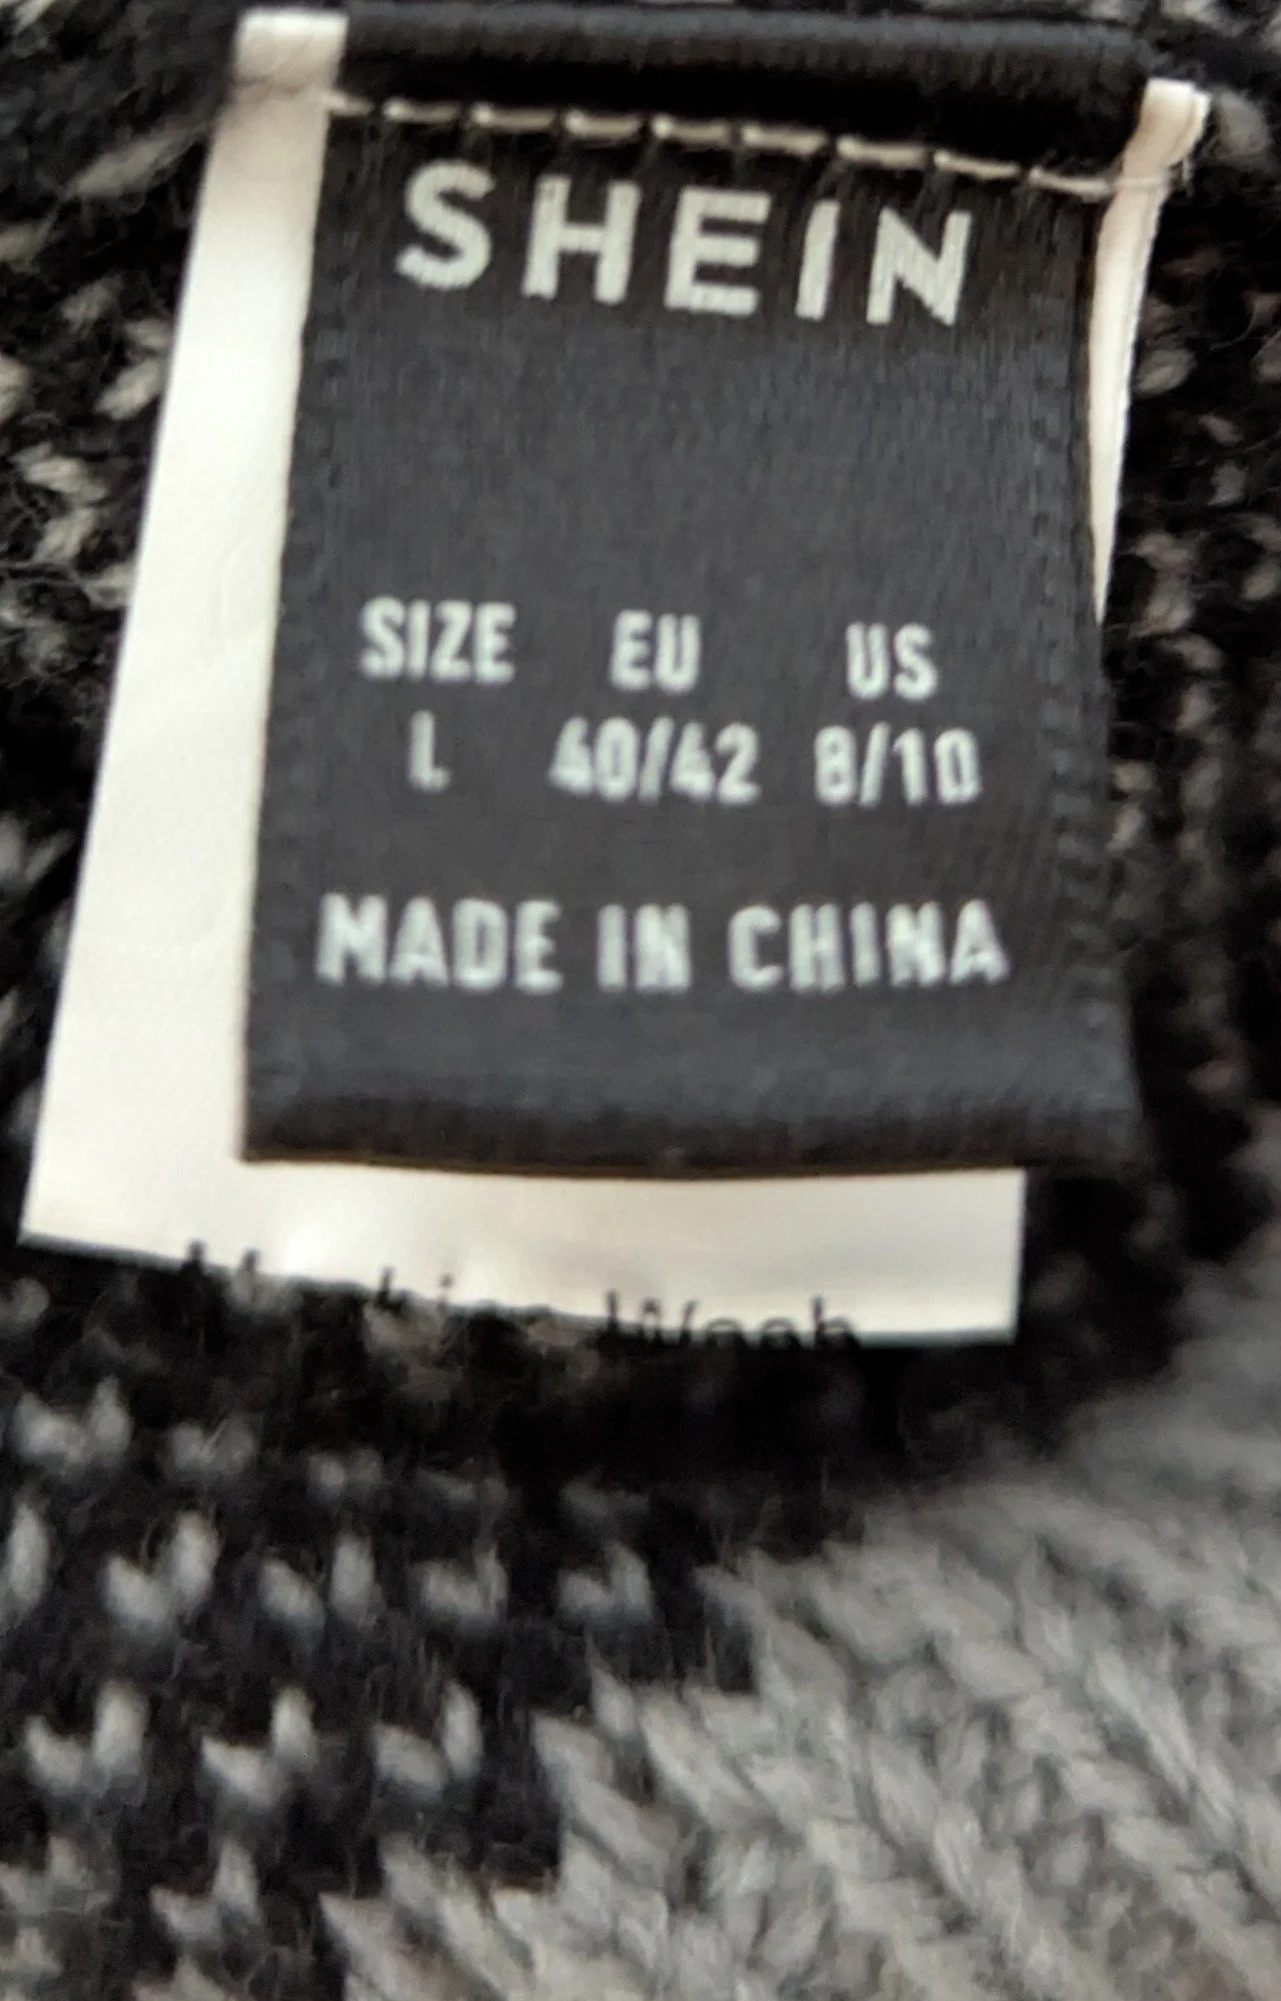 SHEIN
SIZE EU US
L 40/42 8/10
MADE IN CHINA